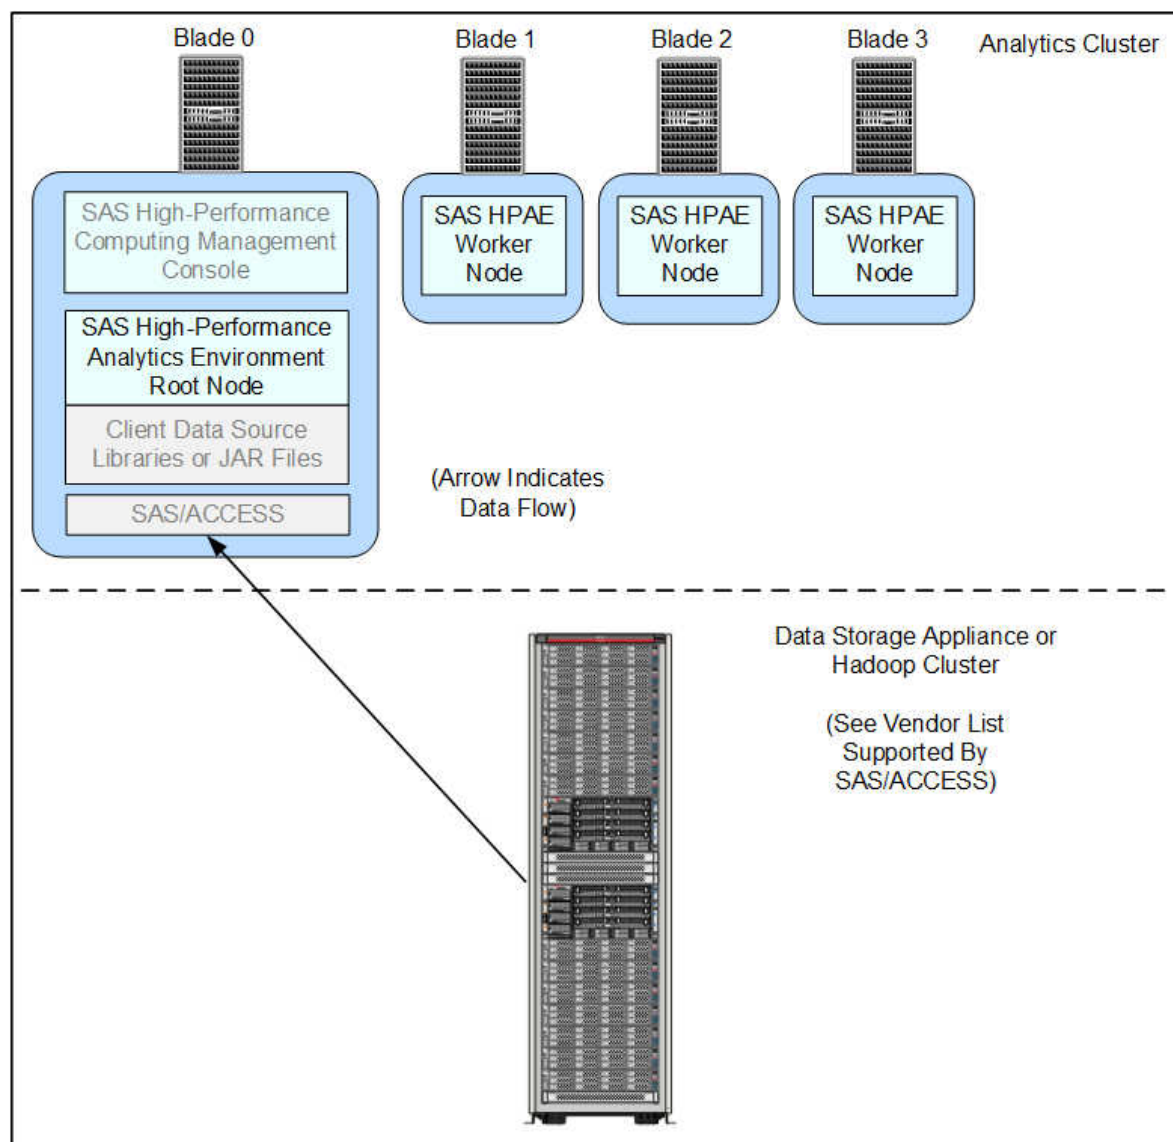 Blade 0
Blade 1
Blade 2
Blade 3
Analytics Cluster
SAS High-Performance
Computing Management
Console
SAS High-Performance
Analytics Environment
Root Node
Client Data Source
Libraries or JAR Files
SAS/ACCESS
SAS HPAE
Worker
Node
SAS HPAE
Worker
Node
SAS HPAE
Worker
Node
(Arrow Indicates
Data Flow)
Data Storage Appliance or
Hadoop Cluster
(See Vendor List
Supported By
SAS/ACCESS)